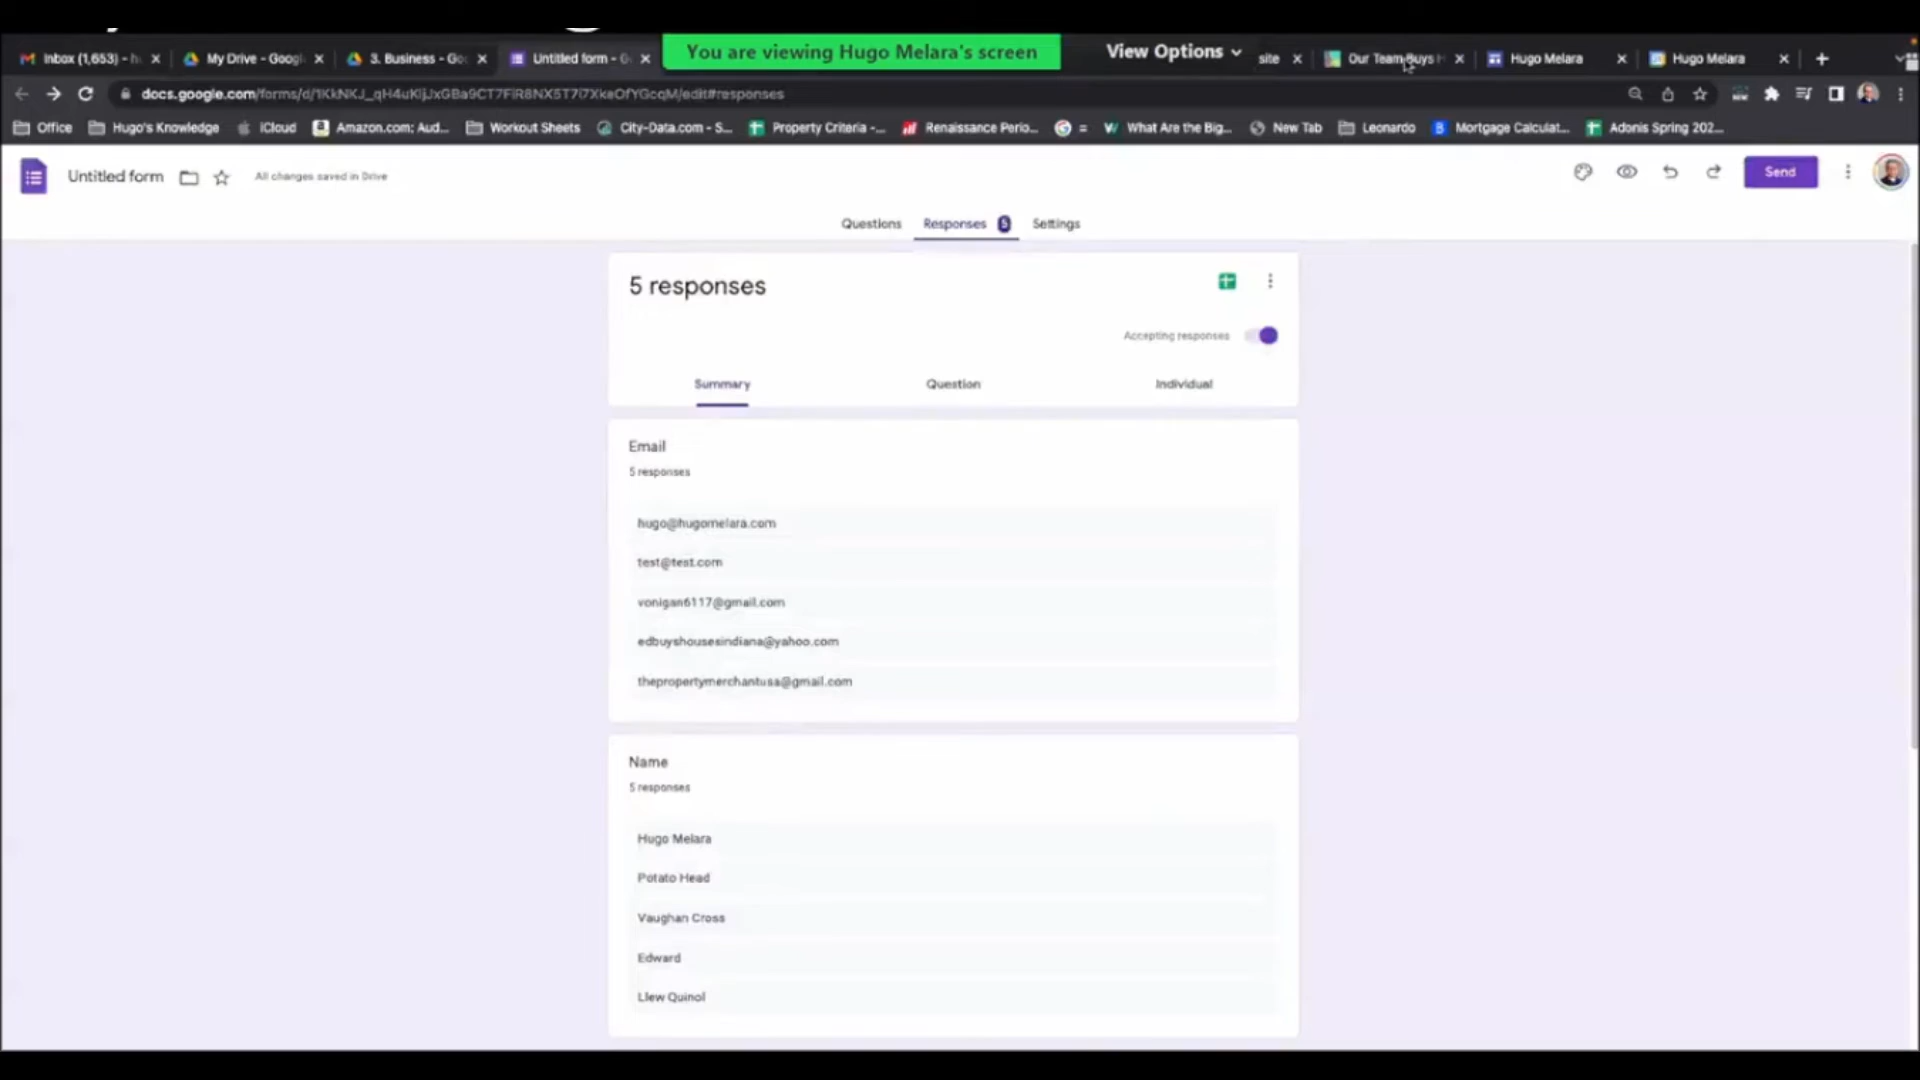 Inbox (1,653) - h
My Drive - Googl
3. Business - Goo
Untitled form - G
You are viewing Hugo Melara's screen
View Options
site
Our Team Buys H
Hugo Melara
Hugo Melara
docs.google.com/forms/d/
/edit#responses
Office
Hugo's Knowledge
iCloud
Amazon.com: Aud...
Workout Sheets
City-Data.com - S...
Property Criteria -...
Renaissance Perio...
=
What Are the Big...
New Tab
Leonardo
Mortgage Calculat...
Adonis Spring 202...
Untitled form
All changes saved in Drive
Send
Questions
Responses 5
Settings
5 responses
Accepting responses
Summary
Question
Individual
Email
5 responses
hugo@hugomelara.com
test@test.com
vonigan6117@gmail.com
edbuyshousesindiana@yahoo.com
thepropertymerchantusa@gmail.com
Name
5 responses
Hugo Melara
Potato Head
Vaughan Cross
Edward
Llew Quinol